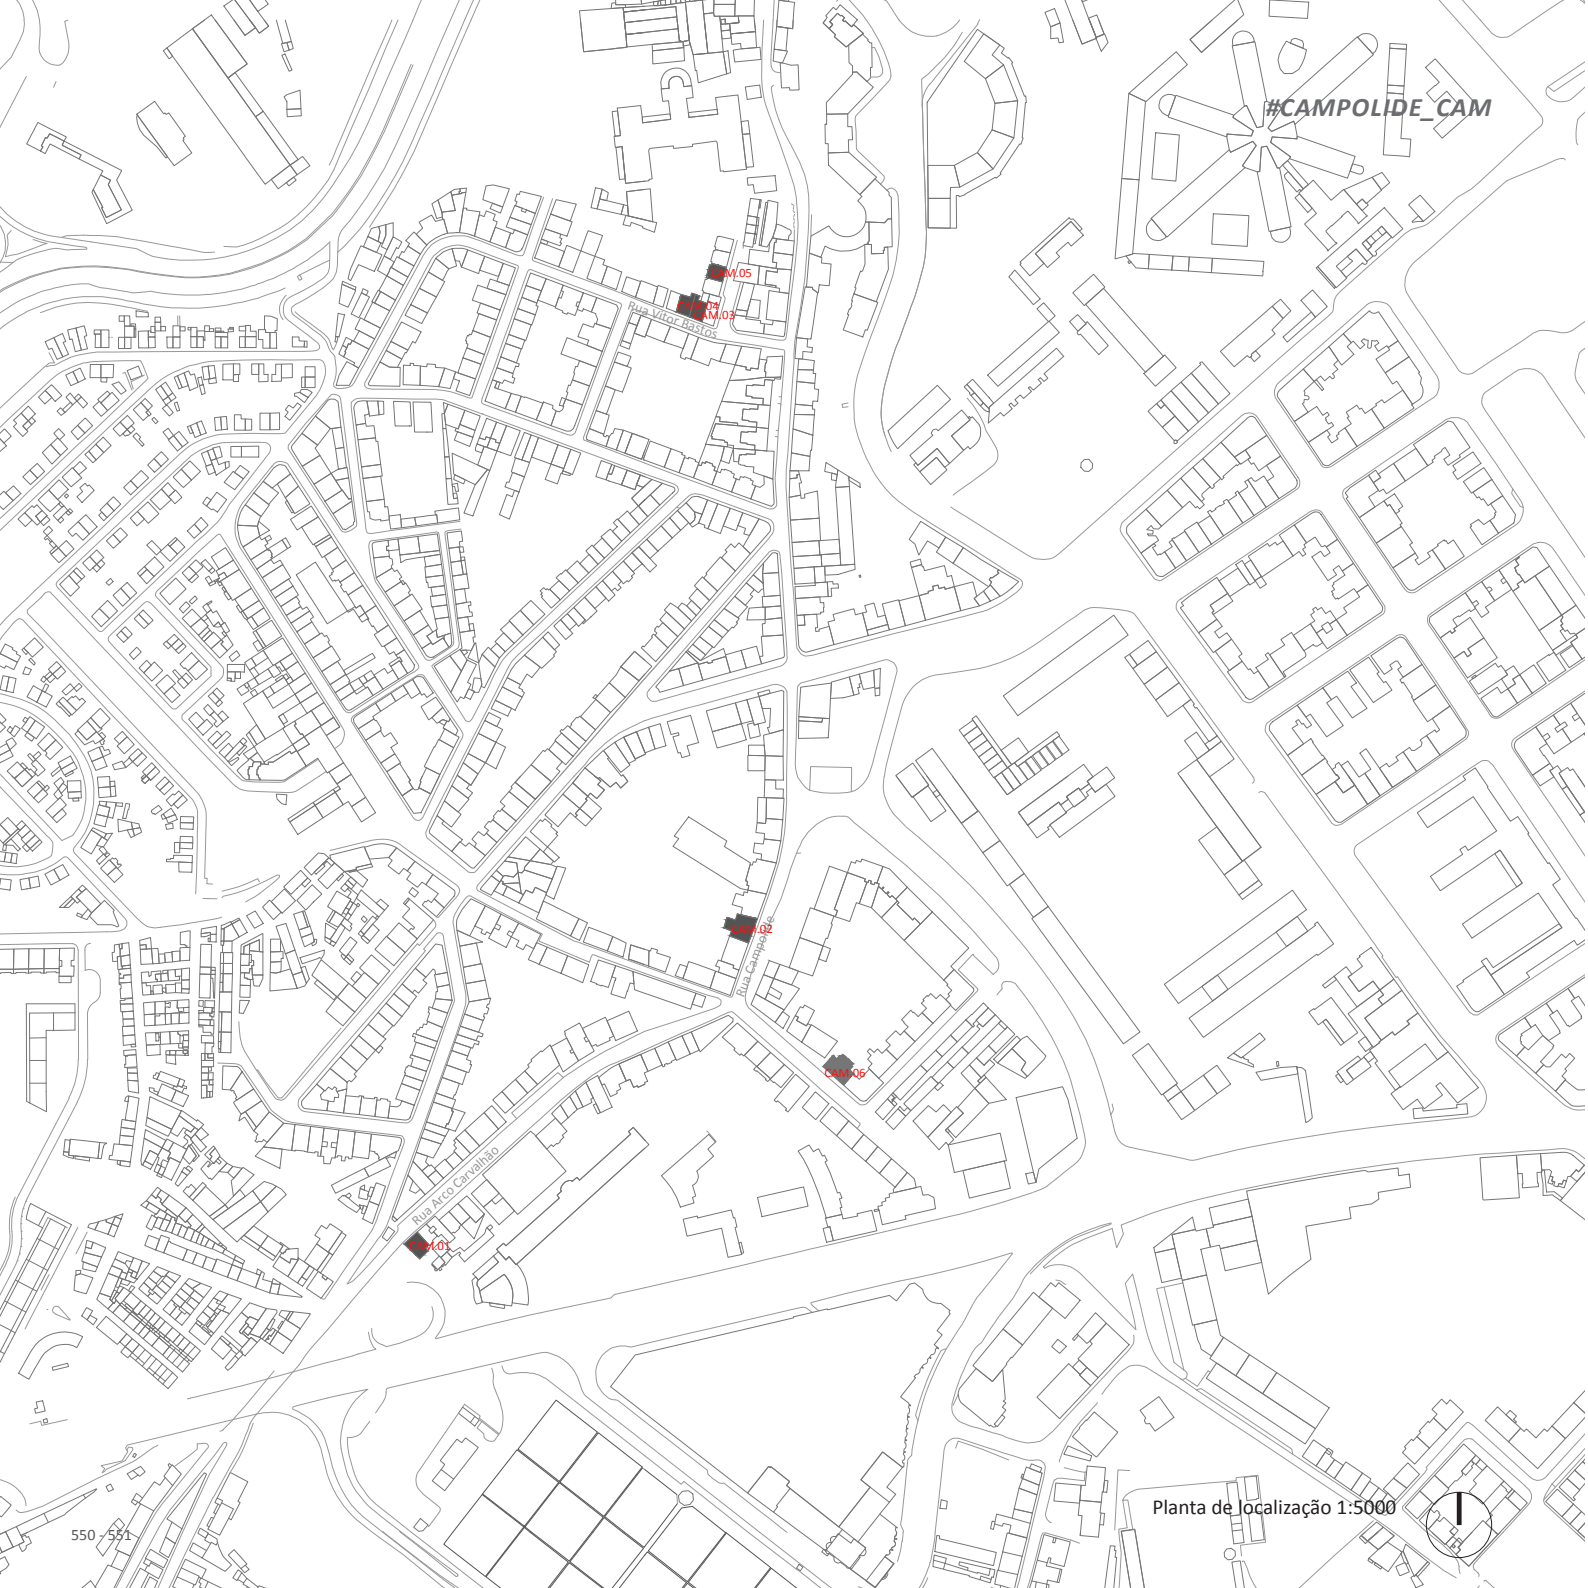 #CAMPOLIDE_CAM
CAM.05
CAM.04
CAM.03
Rua Vitor Bastos
CAM.02
Rua Campolide
CAM.06
Rua Arco Carvalhão
CAM.01
Planta de localização 1:5000
550 - 551